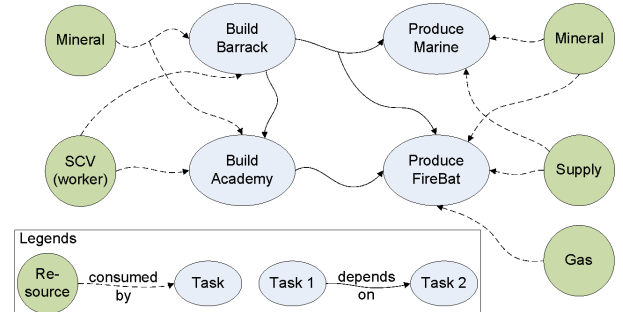 Mineral
Build
Barrack
Produce
Marine
Mineral
SCV
(worker)
Build
Academy
Produce
FireBat
Supply
Gas
Legends
Re-
source
consumed
by
Task
Task 1
depends
on
Task 2